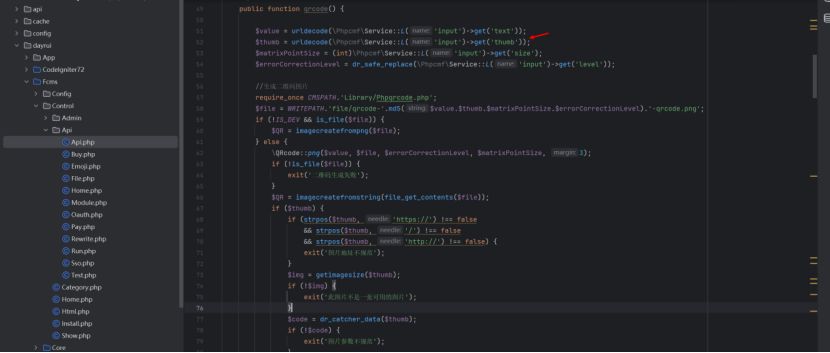 api
cache
config
dayrui
App
CodeIgniter72
Fcms
Config
Control
Admin
Api
Api.php
Buy.php
Emoji.php
File.php
Home.php
Module.php
Oauth.php
Pay.php
Rewrite.php
Run.php
Sso.php
Test.php
Category.php
Home.php
Html.php
Install.php
Show.php
Core
49 public function qrcode() {
50
51 $value = urldecode(\Phpcmf\Service::L( name: 'input')->get('text'));
52 $thumb = urldecode(\Phpcmf\Service::L( name: 'input')->get('thumb'));
53 $matrixPointSize = (int)\Phpcmf\Service::L( name: 'input')->get('size');
54 $errorCorrectionLevel = dr_safe_replace(\Phpcmf\Service::L( name: 'input')->get('level'));
55
56 //生成二维码图片
57 require_once CMSPATH.'Library/Phpqrcode.php';
58 $file = WRITEPATH.'file/qrcode-'.md5( string: $value.$thumb.$matrixPointSize.$errorCorrectionLevel).'-qrcode.png';
59 if (!IS_DEV && is_file($file)) {
60 $QR = imagecreatefrompng($file);
61 } else {
62 \QRcode::png($value, $file, $errorCorrectionLevel, $matrixPointSize, margin: 3);
63 if (!is_file($file)) {
64 exit('二维码生成失败');
65 }
66 $QR = imagecreatefromstring(file_get_contents($file));
67 if ($thumb) {
68 if (strpos($thumb, needle: 'https://') !== false
69 && strpos($thumb, needle: '/') !== false
70 && strpos($thumb, needle: 'http://') !== false) {
71 exit('图片地址不规范');
72 }
73 $img = getimagesize($thumb);
74 if (!$img) {
75 exit('此图片不是一张可用的图片');
76 }
77 $code = dr_catcher_data($thumb);
78 if (!$code) {
79 exit('图片参数不规范');